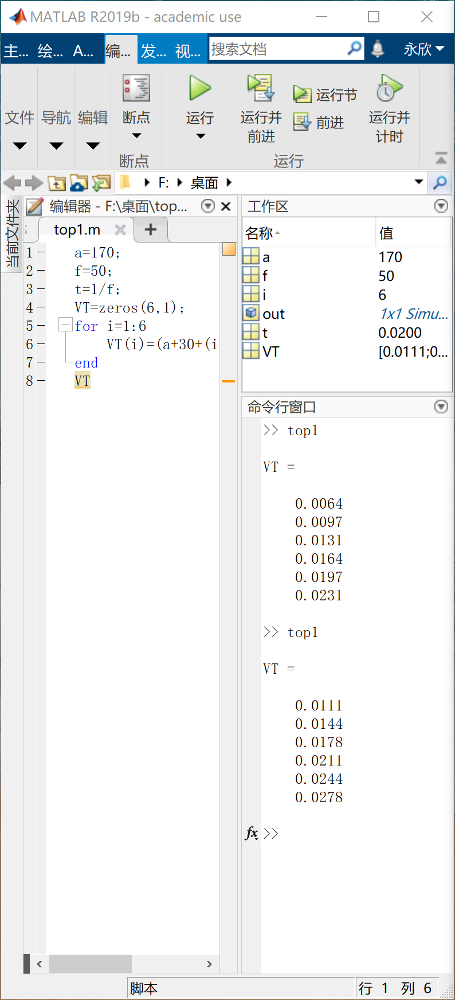 MATLAB R2019b - academic use
主... 绘... A... 编... 发... 视... 搜索文档 永欣
文件 导航 编辑 断点 运行 运行并前进 运行节 前进 运行并计时
断点 运行
F: 桌面
当前文件夹
编辑器 - F:\桌面\top...
top1.m
1 a=170;
2 f=50;
3 t=1/f;
4 VT=zeros(6,1);
5 for i=1:6
6 VT(i)=(a+30+(i
7 end
8 VT
工作区
名称 值
a 170
f 50
i 6
out 1x1 Simu...
t 0.0200
VT [0.0111;0...
命令行窗口
>> top1
VT =
0.0064
0.0097
0.0131
0.0164
0.0197
0.0231
>> top1
VT =
0.0111
0.0144
0.0178
0.0211
0.0244
0.0278
fx >>
脚本 行 1 列 6